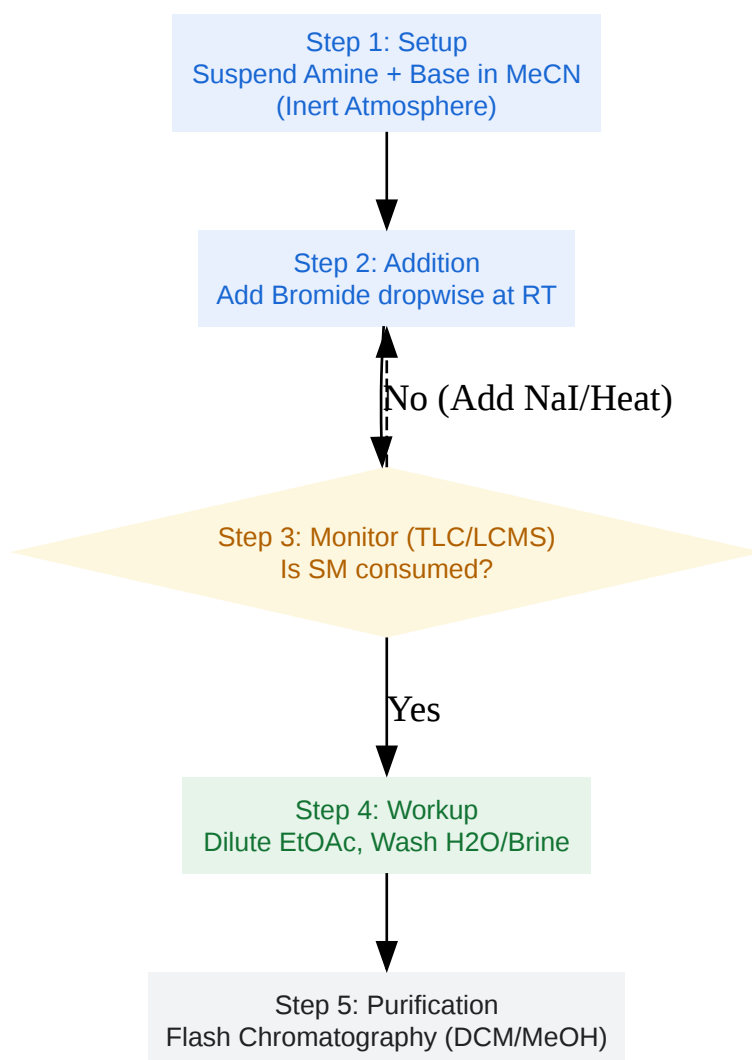 Step 1: Setup
Suspend Amine + Base in MeCN
(Inert Atmosphere)
Step 2: Addition
Add Bromide dropwise at RT
No (Add NaI/Heat)
Step 3: Monitor (TLC/LCMS)
Is SM consumed?
Yes
Step 4: Workup
Dilute EtOAc, Wash H2O/Brine
Step 5: Purification
Flash Chromatography (DCM/MeOH)